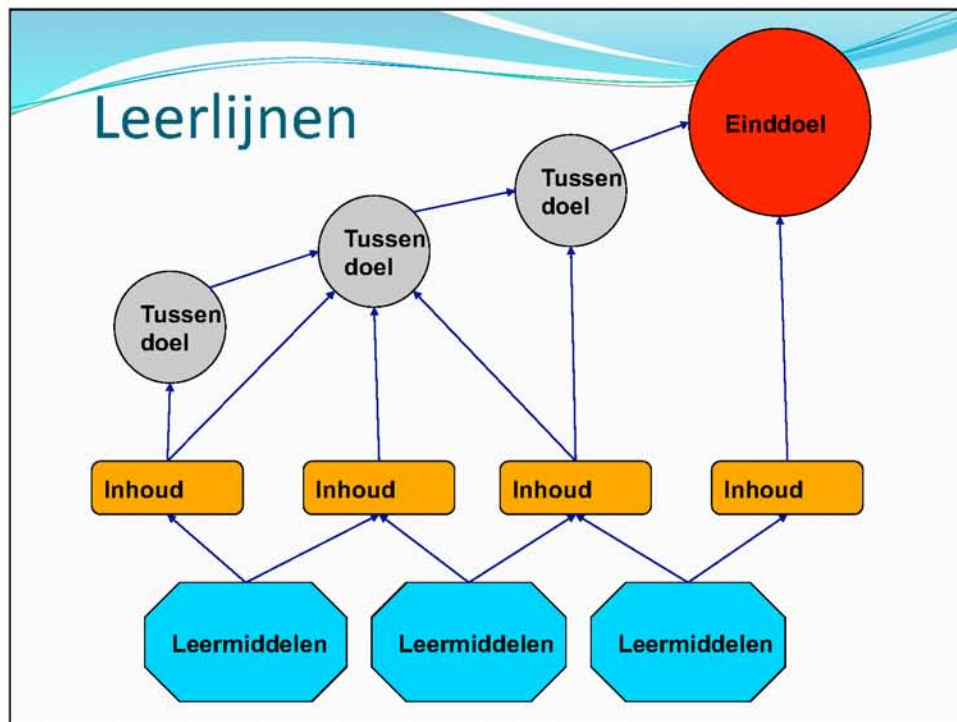 Leerlijnen
Einddoel
Tussen
doel
Tussen
doel
Tussen
doel
Inhoud
Inhoud
Inhoud
Inhoud
Leermiddelen
Leermiddelen
Leermiddelen